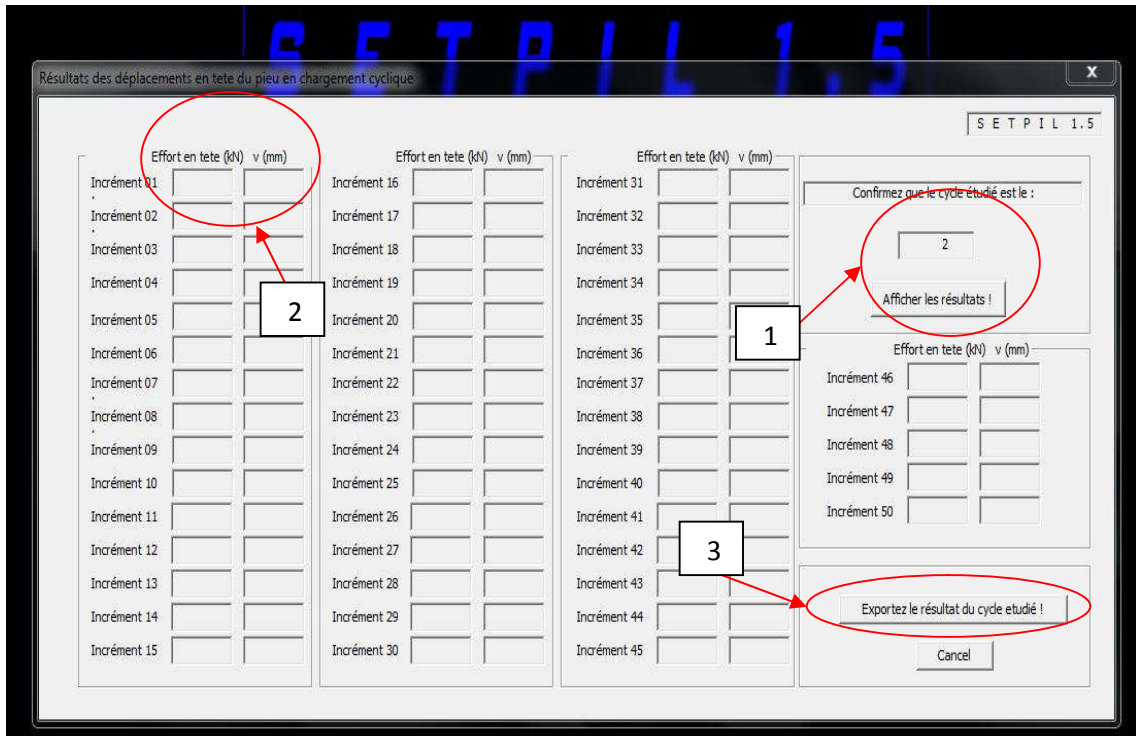 SETPIL 1.5
Résultats des déplacements en tete du pieu en chargement cyclique
x
S E T P I L 1.5
Effort en tete (kN) v (mm)
Incrément 01
Incrément 02
Incrément 03
Incrément 04
Incrément 05
Incrément 06
Incrément 07
Incrément 08
Incrément 09
Incrément 10
Incrément 11
Incrément 12
Incrément 13
Incrément 14
Incrément 15
2
Effort en tete (kN) v (mm)
Incrément 16
Incrément 17
Incrément 18
Incrément 19
Incrément 20
Incrément 21
Incrément 22
Incrément 23
Incrément 24
Incrément 25
Incrément 26
Incrément 27
Incrément 28
Incrément 29
Incrément 30
Effort en tete (kN) v (mm)
Incrément 31
Incrément 32
Incrément 33
Incrément 34
Incrément 35
Incrément 36
Incrément 37
Incrément 38
Incrément 39
Incrément 40
Incrément 41
Incrément 42
Incrément 43
Incrément 44
Incrément 45
1
3
Confirmez que le cycle étudié est le :
2
Afficher les résultats !
Effort en tete (kN) v (mm)
Incrément 46
Incrément 47
Incrément 48
Incrément 49
Incrément 50
Exportez le résultat du cycle etudié !
Cancel